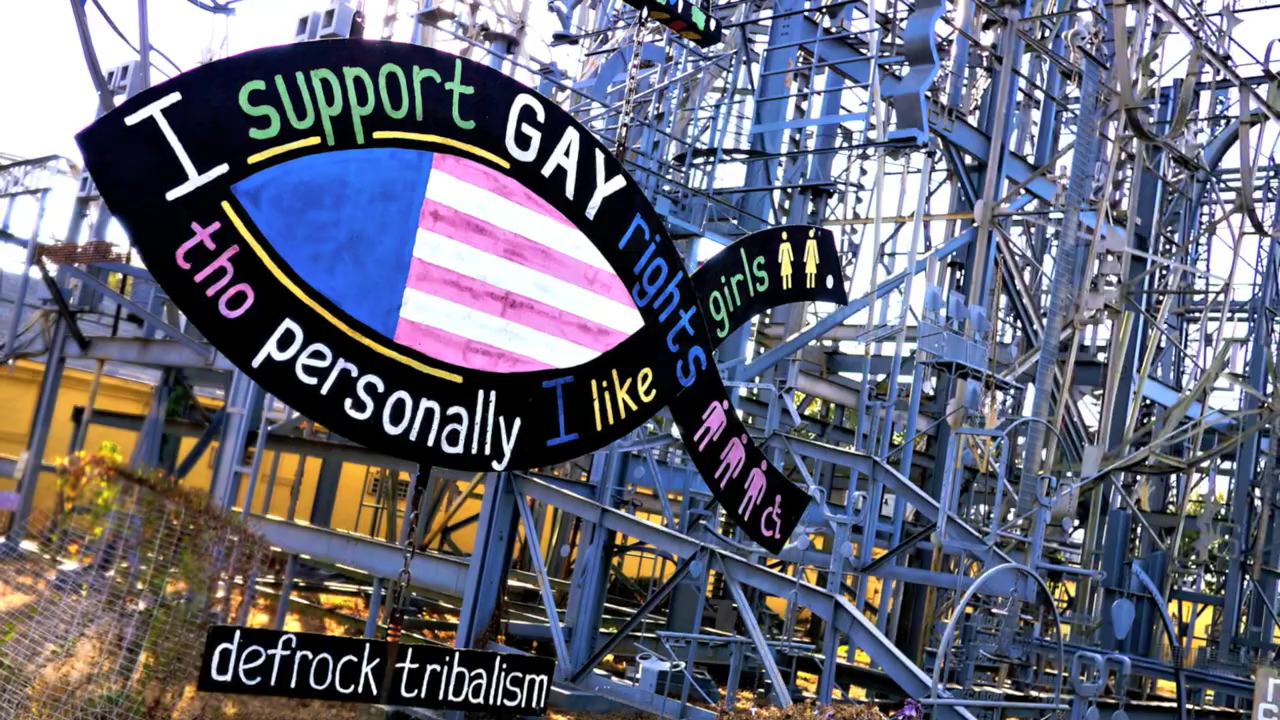 I support GAY rights
tho personally I like girls
defrock tribalism